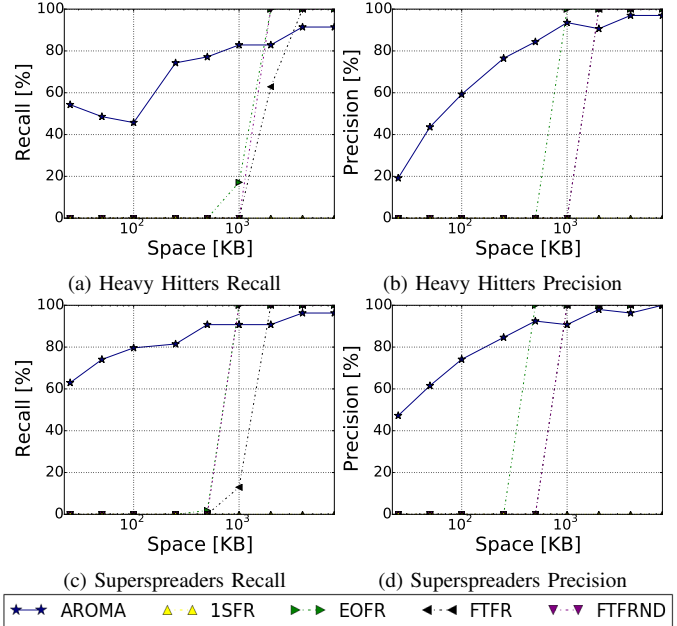 100
80
60
40
20
0
Recall [%]
10^2
10^3
Space [KB]
(a) Heavy Hitters Recall
100
80
60
40
20
0
Precision [%]
10^2
10^3
Space [KB]
(b) Heavy Hitters Precision
100
80
60
40
20
0
Recall [%]
10^2
10^3
Space [KB]
(c) Superspreaders Recall
100
80
60
40
20
0
Precision [%]
10^2
10^3
Space [KB]
(d) Superspreaders Precision
AROMA 1SFR EOFR FTFR FTFRND